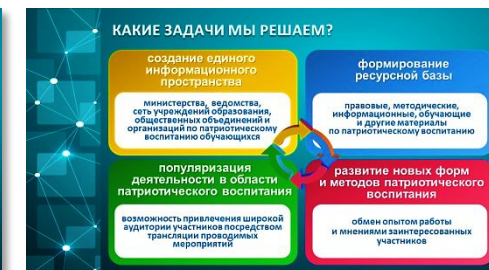 КАКИЕ ЗАДАЧИ МЫ РЕШАЕМ?
создание единого
информационного
пространства
министерства, ведомства,
сеть учреждений образования,
общественных объединений и
организаций по патриотическому
воспитанию обучающихся
формирование
ресурсной базы
правовые, методические,
информационные, обучающие
и другие материалы
по патриотическому воспитанию
популяризация
деятельности в области
патриотического воспитания
возможность привлечения широкой
аудитории участников посредством
трансляции проводимых
мероприятий
развитие новых форм
и методов патриотического
воспитания
обмен опытом работы
и мнениями заинтересованных
участников